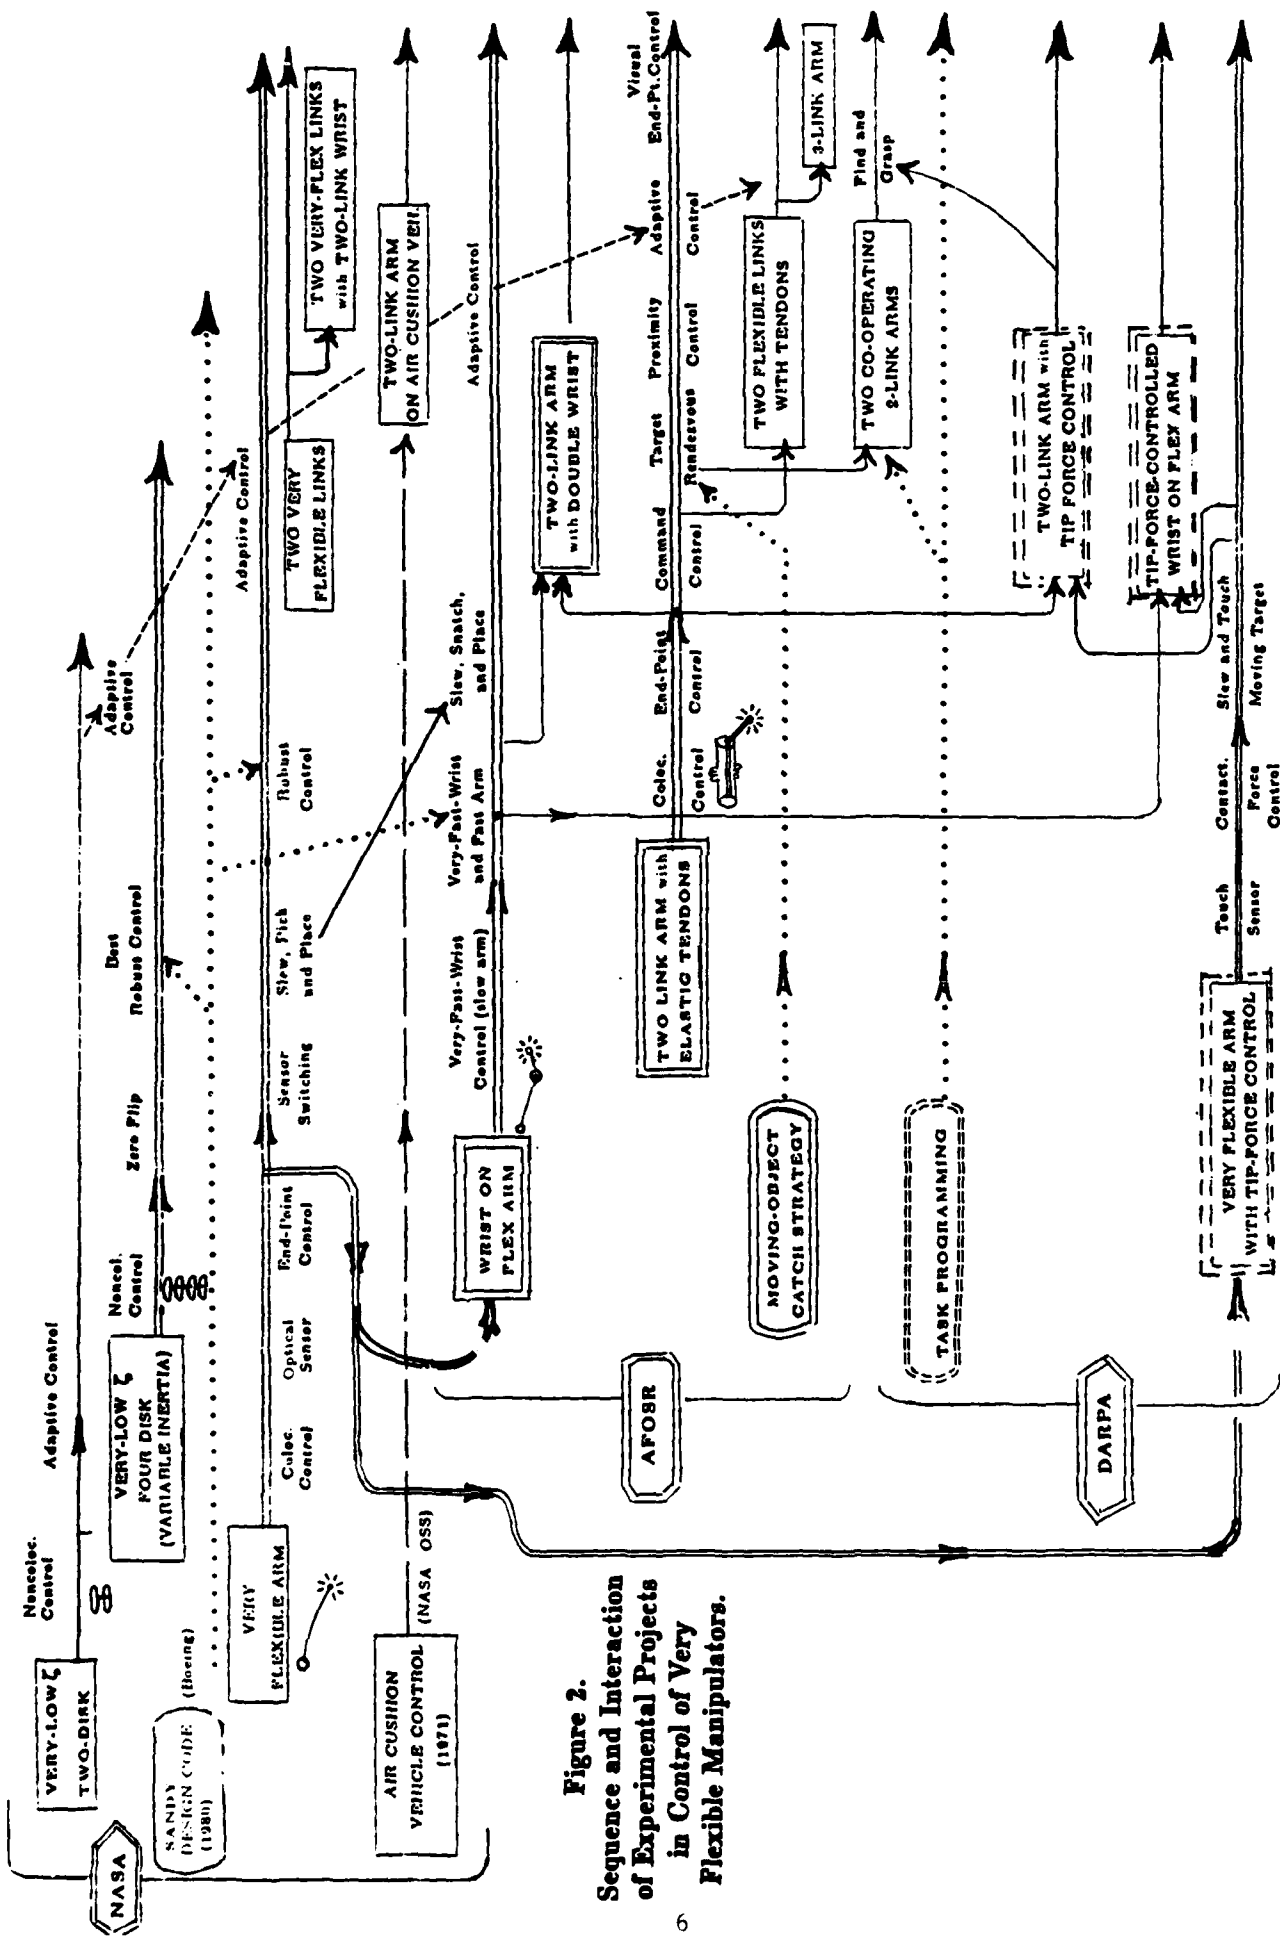 NASA
VERY-LOW ζ
TWO-DISK
Noncoloc.
Control
Adaptive Control
Adaptive
Control
SANDY
DESIGN CODE
(1980)
(Boeing)
VERY-LOW ζ
FOUR DISK
(VARIABLE INERTIA)
Noncol.
Control
Zero Flip
Best
Robust Control
VERY
FLEXIBLE ARM
Coloc.
Control
Optical
Sensor
End-Point
Control
Sensor
Switching
Slew, Pick
and Place
Robust
Control
Adaptive Control
TWO VERY
FLEXIBLE LINKS
TWO VERY-FLEX LINKS
with TWO-LINK WRIST
AIR CUSHION
VEHICLE CONTROL
(1971)
(NASA OSS)
TWO-LINK ARM
ON AIR CUSHION VEH.
WRIST ON
FLEX ARM
Very-Fast-Wrist
Control (slow arm)
Very-Fast-Wrist
and Fast Arm
Slew, Snatch,
and Place
Adaptive Control
TWO-LINK ARM
with DOUBLE WRIST
AFOSR
TWO LINK ARM with
ELASTIC TENDONS
Coloc.
Control
End-Point
Control
Command
Control
Target
Rendezvous
Proximity
Control
Adaptive
Control
Visual
End-Pt. Control
MOVING-OBJECT
CATCH STRATEGY
TWO FLEXIBLE LINKS
WITH TENDONS
3-LINK ARM
TWO CO-OPERATING
2-LINK ARMS
Find and
Grasp
DARPA
TASK PROGRAMMING
TWO-LINK ARM with
TIP FORCE CONTROL
TIP-FORCE-CONTROLLED
WRIST ON FLEX ARM
VERY FLEXIBLE ARM
WITH TIP-FORCE CONTROL
Touch
Sensor
Contact.
Force
Control
Slew and Touch
Moving Target
Figure 2.
Sequence and Interaction
of Experimental Projects
in Control of Very
Flexible Manipulators.
6